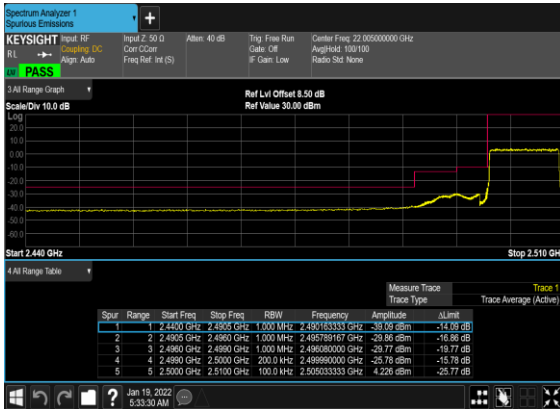 Spectrum Analyzer 1
Spurious Emissions
+
KEYSIGHT Input: RF Input Z: 50 Ω Atten: 40 dB Trig: Free Run Center Freq: 22.005000000 GHz
RL Coupling: DC Corr CCorr Gate: Off Avg|Hold: 100/100
Align: Auto Freq Ref: Int (S) IF Gain: Low Radio Std: None
PASS
3 All Range Graph
Ref Lvl Offset 8.50 dB
Scale/Div 10.0 dB Ref Value 30.00 dBm
Log
20.0
10.0
0.00
-10.0
-20.0
-30.0
-40.0
-50.0
-60.0
Start 2.440 GHz Stop 2.510 GH
4 All Range Table
Measure Trace Trace 1
Trace Type Trace Average (Active)
Spur Range Start Freq Stop Freq RBW Frequency Amplitude ΔLimit
1 1 2.4400 GHz 2.4905 GHz 1.000 MHz 2.490163333 GHz -39.09 dBm -14.09 dB
2 2 2.4905 GHz 2.4960 GHz 1.000 MHz 2.495789167 GHz -29.86 dBm -16.86 dB
3 3 2.4960 GHz 2.4990 GHz 1.000 MHz 2.496080000 GHz -29.77 dBm -19.77 dB
4 4 2.4990 GHz 2.5000 GHz 200.0 kHz 2.499990000 GHz -25.78 dBm -15.78 dB
5 5 2.5000 GHz 2.5100 GHz 100.0 kHz 2.505033333 GHz 4.226 dBm -25.77 dB
? Jan 19, 2022
5:33:30 AM